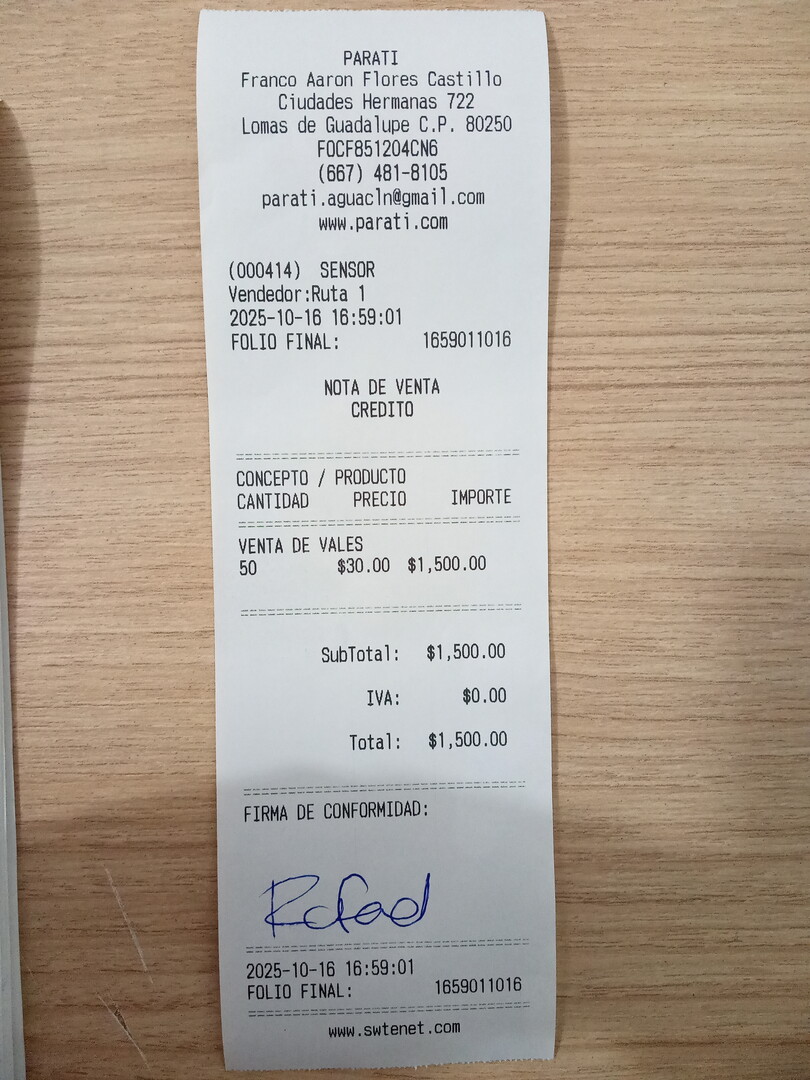 PARATI
Franco Aaron Flores Castillo
Ciudades Hermanas 722
Lomas de Guadalupe C.P. 80250
FOCF851204CN6
(667) 481-8105
parati.aguacln@gmail.com
www.parati.com
(000414) SENSOR
Vendedor:Ruta 1
2025-10-16 16:59:01
FOLIO FINAL: 1659011016
NOTA DE VENTA
CREDITO
CONCEPTO / PRODUCTO
CANTIDAD PRECIO IMPORTE
VENTA DE VALES
50 $30.00 $1,500.00
SubTotal: $1,500.00
IVA: $0.00
Total: $1,500.00
FIRMA DE CONFORMIDAD:
Rafael
2025-10-16 16:59:01
FOLIO FINAL: 1659011016
www.swtenet.com